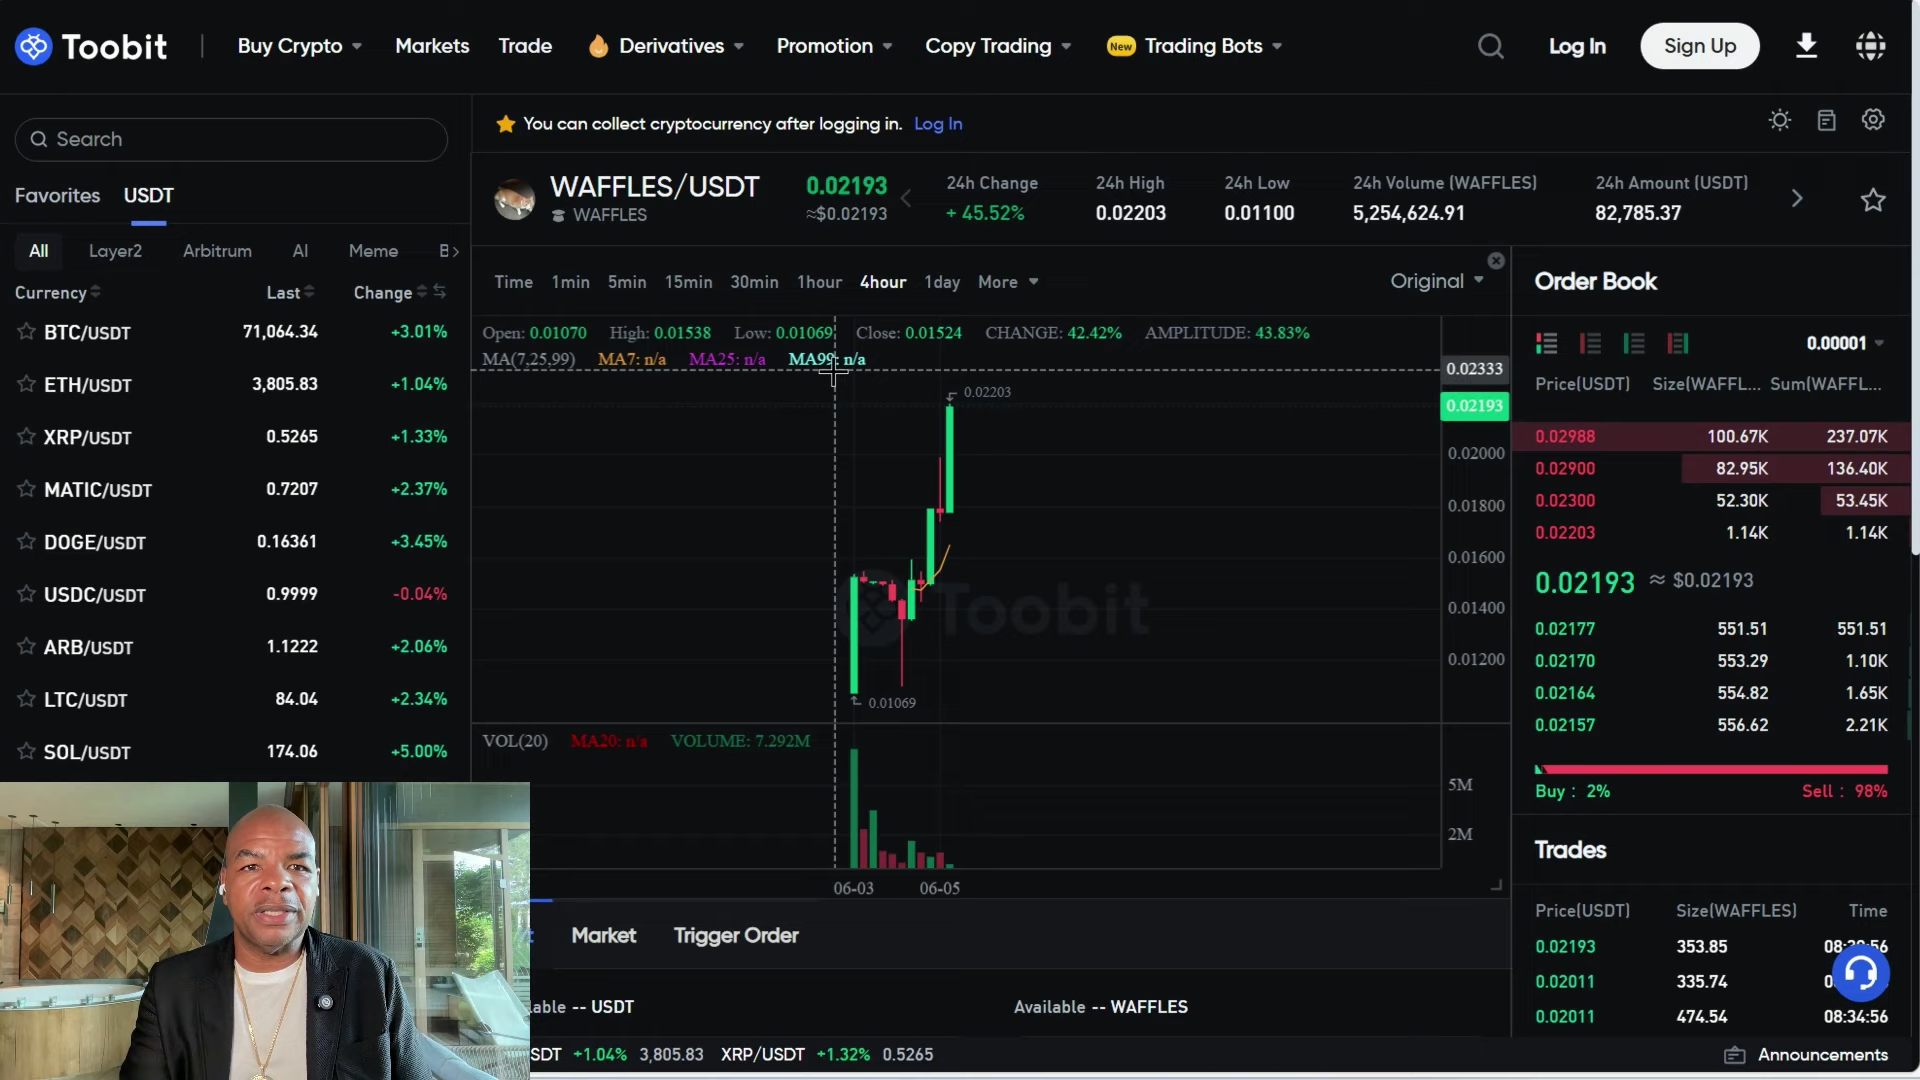 Toobit
Buy Crypto
Markets
Trade
Derivatives
Promotion
Copy Trading
New
Trading Bots
Log In
Sign Up
Search
You can collect cryptocurrency after logging in. Log In
Favorites
USDT
WAFFLES/USDT
WAFFLES
0.02193
≈$0.02193
24h Change
+ 45.52%
24h High
0.02203
24h Low
0.01100
24h Volume (WAFFLES)
5,254,624.91
24h Amount (USDT)
82,785.37
All
Layer2
Arbitrum
AI
Meme
Currency
Last
Change
BTC/USDT 71,064.34 +3.01%
ETH/USDT 3,805.83 +1.04%
XRP/USDT 0.5265 +1.33%
MATIC/USDT 0.7207 +2.37%
DOGE/USDT 0.16361 +3.45%
USDC/USDT 0.9999 -0.04%
ARB/USDT 1.1222 +2.06%
LTC/USDT 84.04 +2.34%
SOL/USDT 174.06 +5.00%
Time 1min 5min 15min 30min 1hour 4hour 1day More
Original
Open: 0.01070 High: 0.01538 Low: 0.01069 Close: 0.01524 CHANGE: 42.42% AMPLITUDE: 43.83%
MA(7,25,99) MA7: n/a MA25: n/a MA99: n/a
0.02333
0.02203
0.02193
0.02000
0.01800
0.01600
0.01400
0.01200
Toobit
0.01069
VOL(20) MA20: n/a VOLUME: 7.292M
5M
2M
06-03
06-05
Order Book
0.00001
Price(USDT) Size(WAFFL... Sum(WAFFL...
0.02988 100.67K 237.07K
0.02900 82.95K 136.40K
0.02300 52.30K 53.45K
0.02203 1.14K 1.14K
0.02193 ≈ $0.02193
0.02177 551.51 551.51
0.02170 553.29 1.10K
0.02164 554.82 1.65K
0.02157 556.62 2.21K
Buy : 2%
Sell : 98%
Trades
Price(USDT) Size(WAFFLES) Time
0.02193 353.85
0.02011 335.74
0.02011 474.54 08:34:56
Market
Trigger Order
-- USDT
Available -- WAFFLES
+1.04% 3,805.83 XRP/USDT +1.32% 0.5265
Announcements